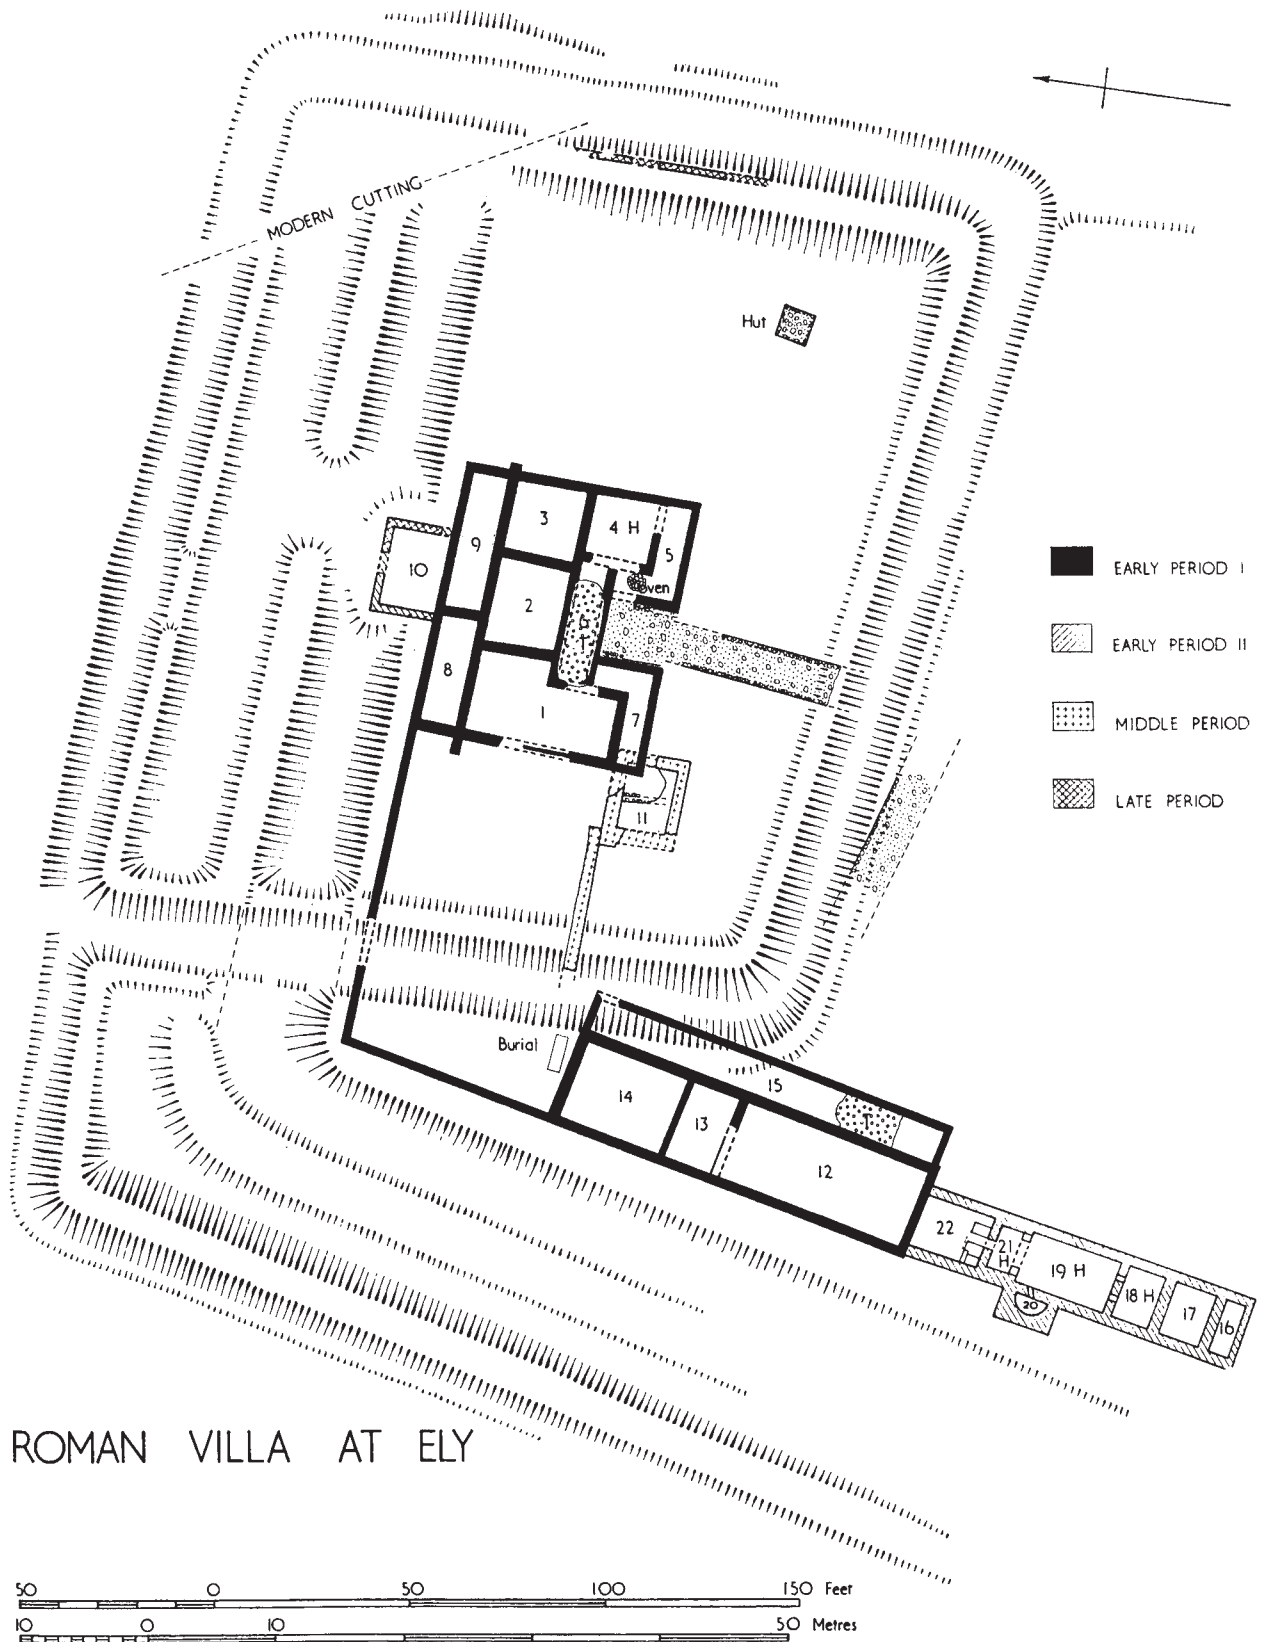 MODERN CUTTING
Hut
3
4 H
5
9
10
oven
2
6
T
8
1
7
11
EARLY PERIOD I
EARLY PERIOD II
MIDDLE PERIOD
LATE PERIOD
Burial
14
13
15
T
12
22
21
H
19 H
20
18 H
17
16
ROMAN VILLA AT ELY
50 0 50 100 150 Feet
10 0 10 50 Metres